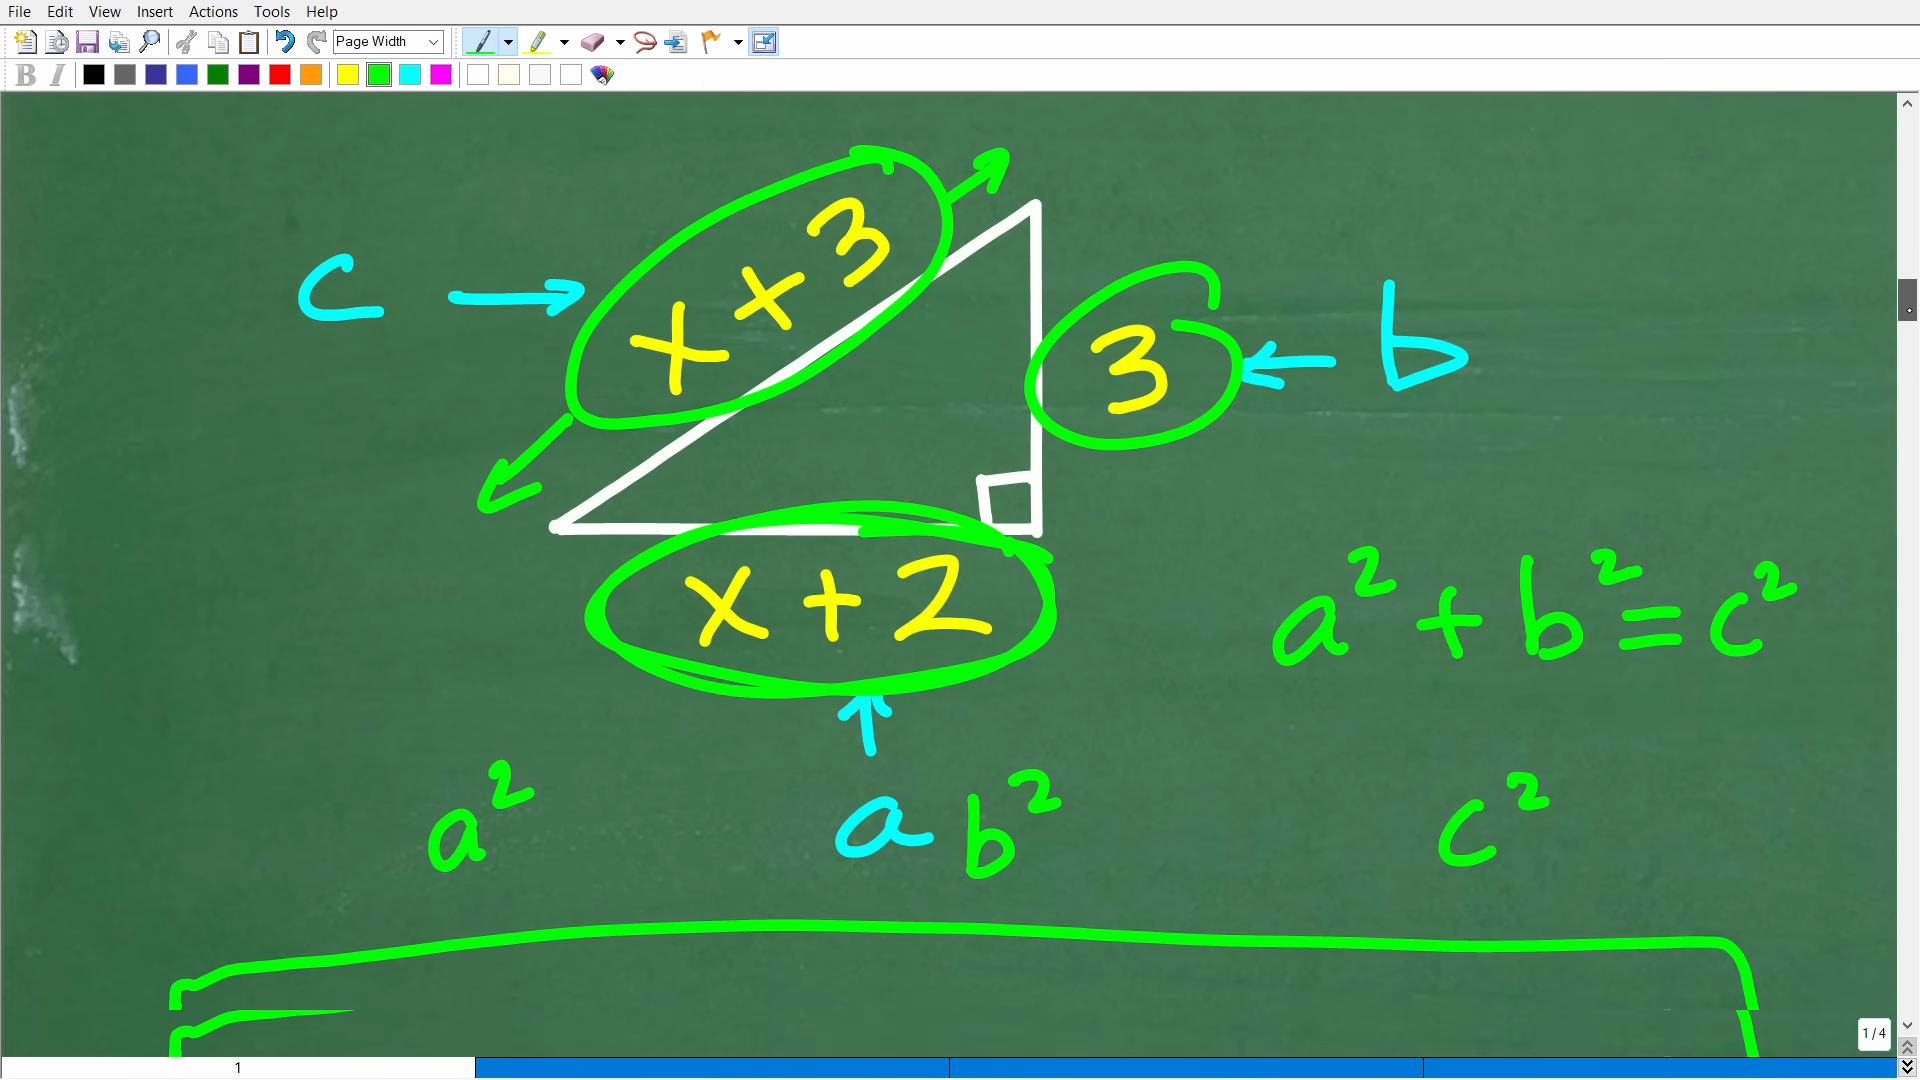 File Edit View Insert Actions Tools Help
Page Width
B I
x + 3
c
3
b
x + 2
a² + b² = c²
a
a² b² c²
1 / 4
1